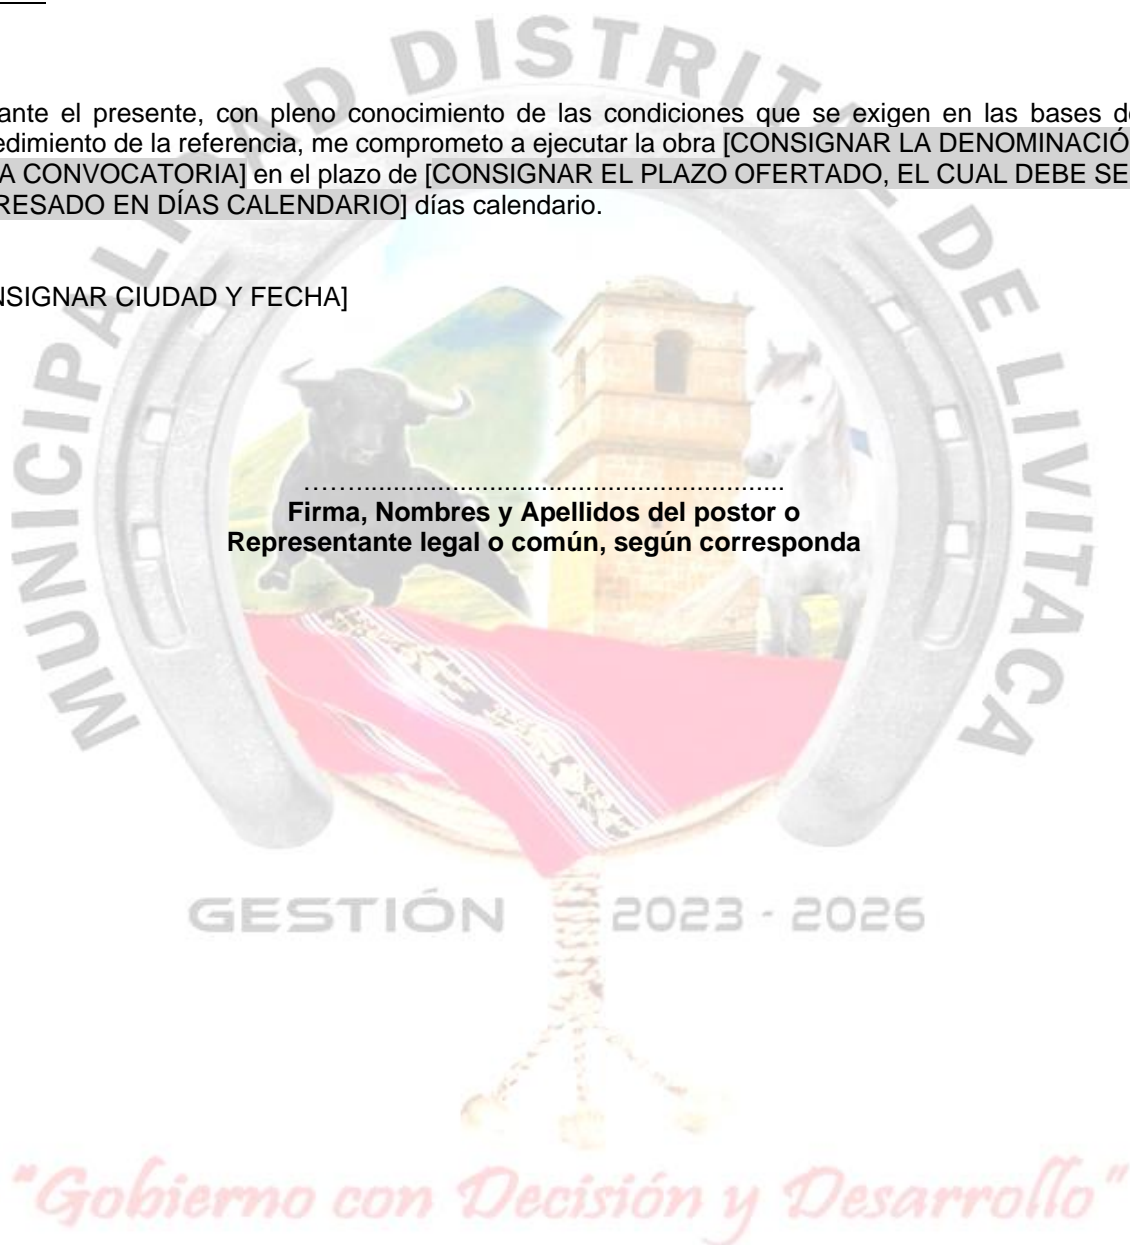 MUNICIPALIDAD DISTRITAL DE LIVITACA
ante el presente, con pleno conocimiento de las condiciones que se exigen en las bases de
edimiento de la referencia, me comprometo a ejecutar la obra [CONSIGNAR LA DENOMINACIÓ
A CONVOCATORIA] en el plazo de [CONSIGNAR EL PLAZO OFERTADO, EL CUAL DEBE SE
RESADO EN DÍAS CALENDARIO] días calendario.
NSIGNAR CIUDAD Y FECHA]
……..........................................................
Firma, Nombres y Apellidos del postor o
Representante legal o común, según corresponda
GESTIÓN 2023 - 2026
"Gobierno con Decisión y Desarrollo"